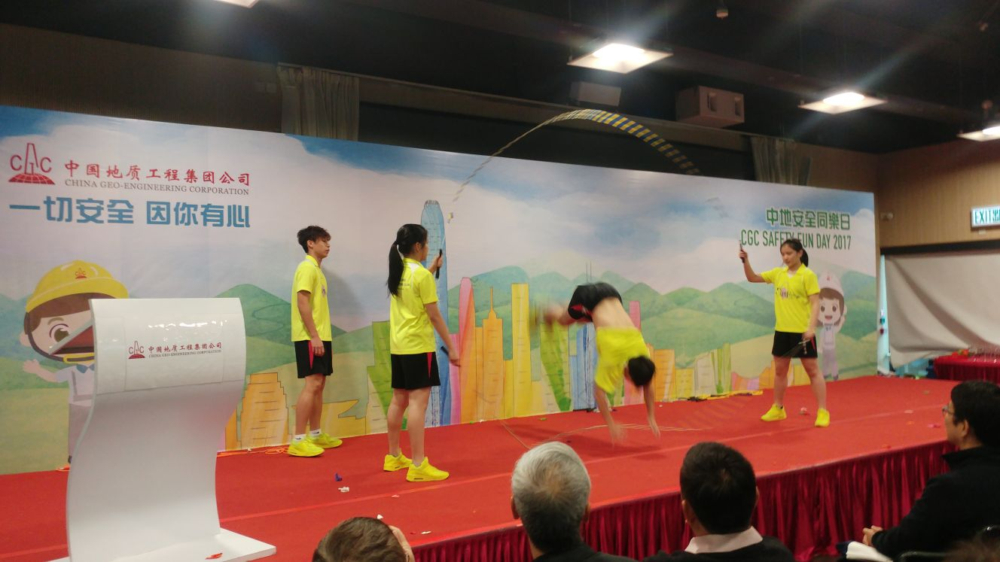 CGC 中国地质工程集团公司
CHINA GEO-ENGINEERING CORPORATION
一切安全 因你有心
中地安全同樂日
CGC SAFETY FUN DAY 2017
EXIT 出
CGC 中国地质工程集团公司
CHINA GEO-ENGINEERING CORPORATION